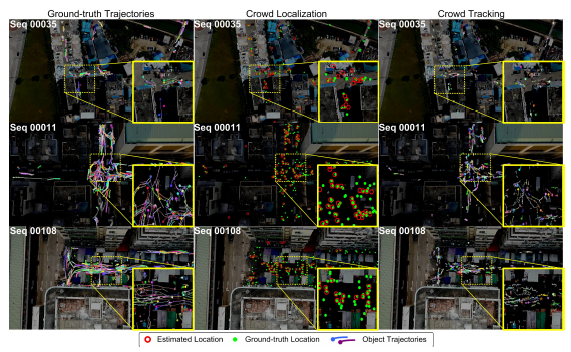 Ground-truth Trajectories Crowd Localization Crowd Tracking
Seq 00035 Seq 00035 Seq 00035
Seq 00011 Seq 00011 Seq 00011
Seq 00108 Seq 00108 Seq 00108
Estimated Location Ground-truth Location Object Trajectories